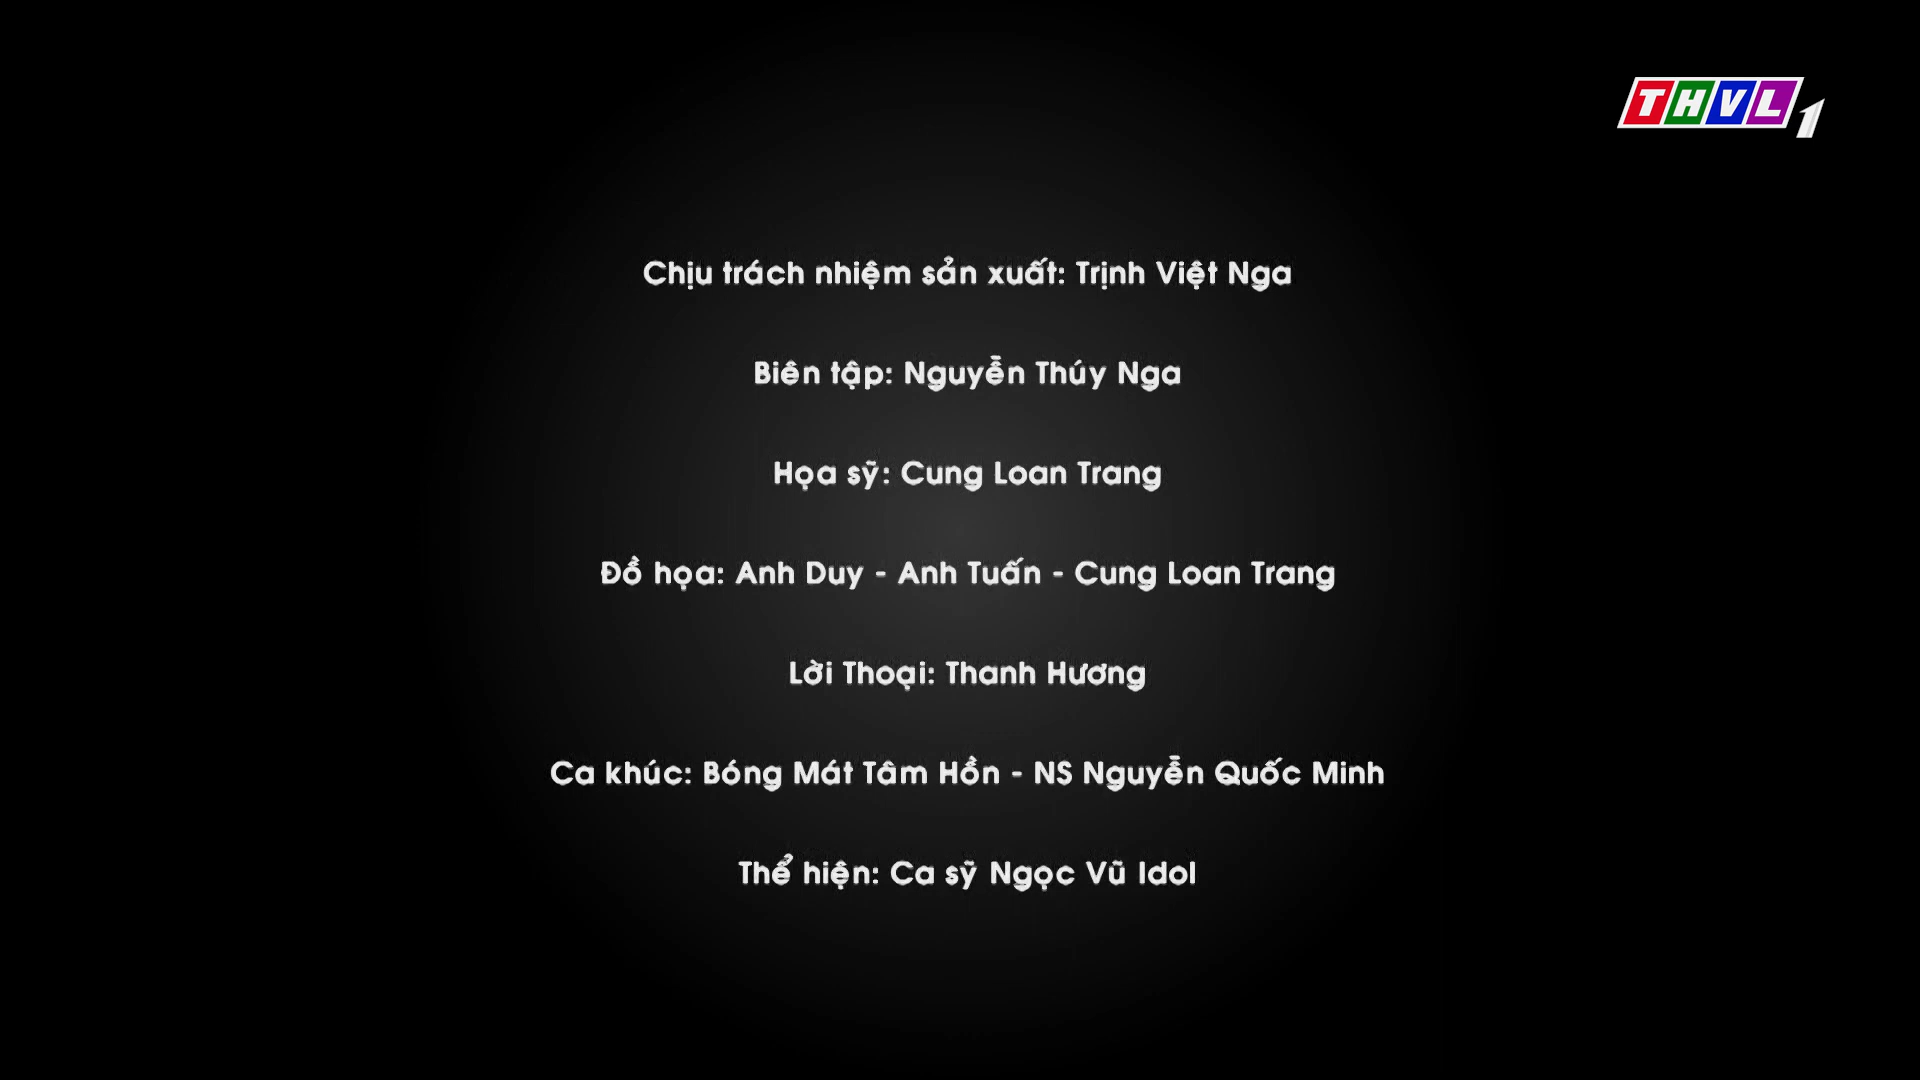 THVL1
Chịu trách nhiệm sản xuất: Trịnh Việt Nga
Biên tập: Nguyễn Thúy Nga
Họa sỹ: Cung Loan Trang
Đồ họa: Anh Duy - Anh Tuấn - Cung Loan Trang
Lời Thoại: Thanh Hương
Ca khúc: Bóng Mát Tâm Hồn - NS Nguyễn Quốc Minh
Thể hiện: Ca sỹ Ngọc Vũ Idol